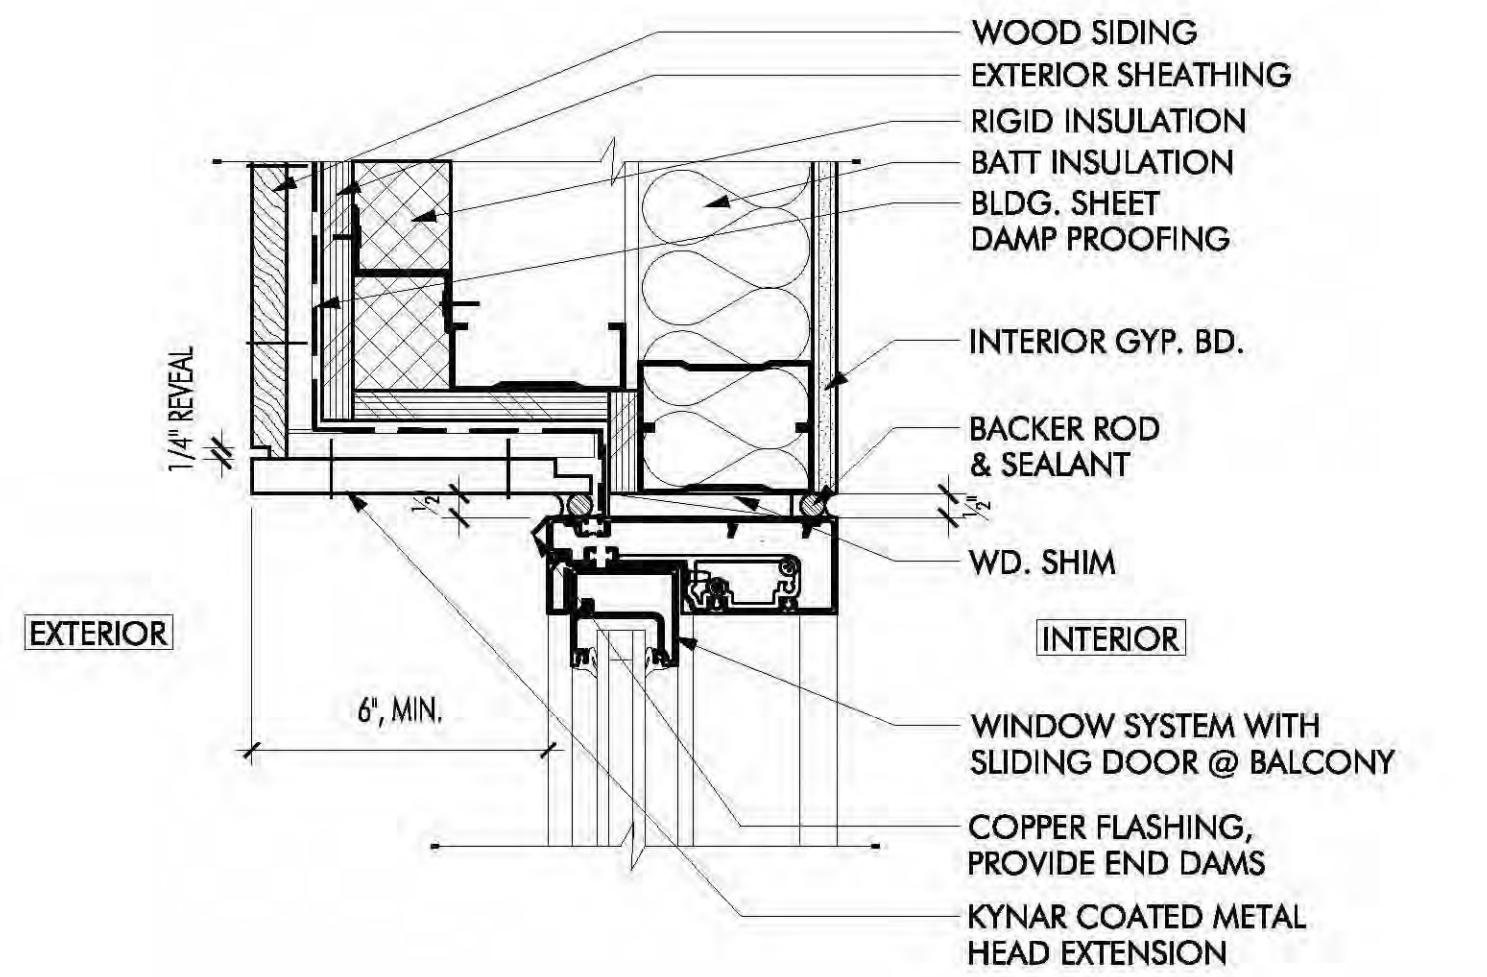 WOOD SIDING
EXTERIOR SHEATHING
RIGID INSULATION
BATT INSULATION
BLDG. SHEET
DAMP PROOFING
INTERIOR GYP. BD.
1/4" REVEAL
BACKER ROD
& SEALANT
1/2"
1/2"
WD. SHIM
EXTERIOR
INTERIOR
6", MIN.
WINDOW SYSTEM WITH
SLIDING DOOR @ BALCONY
COPPER FLASHING,
PROVIDE END DAMS
KYNAR COATED METAL
HEAD EXTENSION